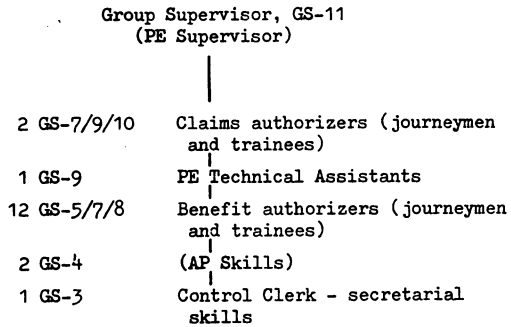 Group Supervisor, GS-11
(PE Supervisor)
2 GS-7/9/10 Claims authorizers (journeymen
and trainees)
1 GS-9 PE Technical Assistants
12 GS-5/7/8 Benefit authorizers (journeymen
and trainees)
2 GS-4 (AP Skills)
1 GS-3 Control Clerk - secretarial
skills